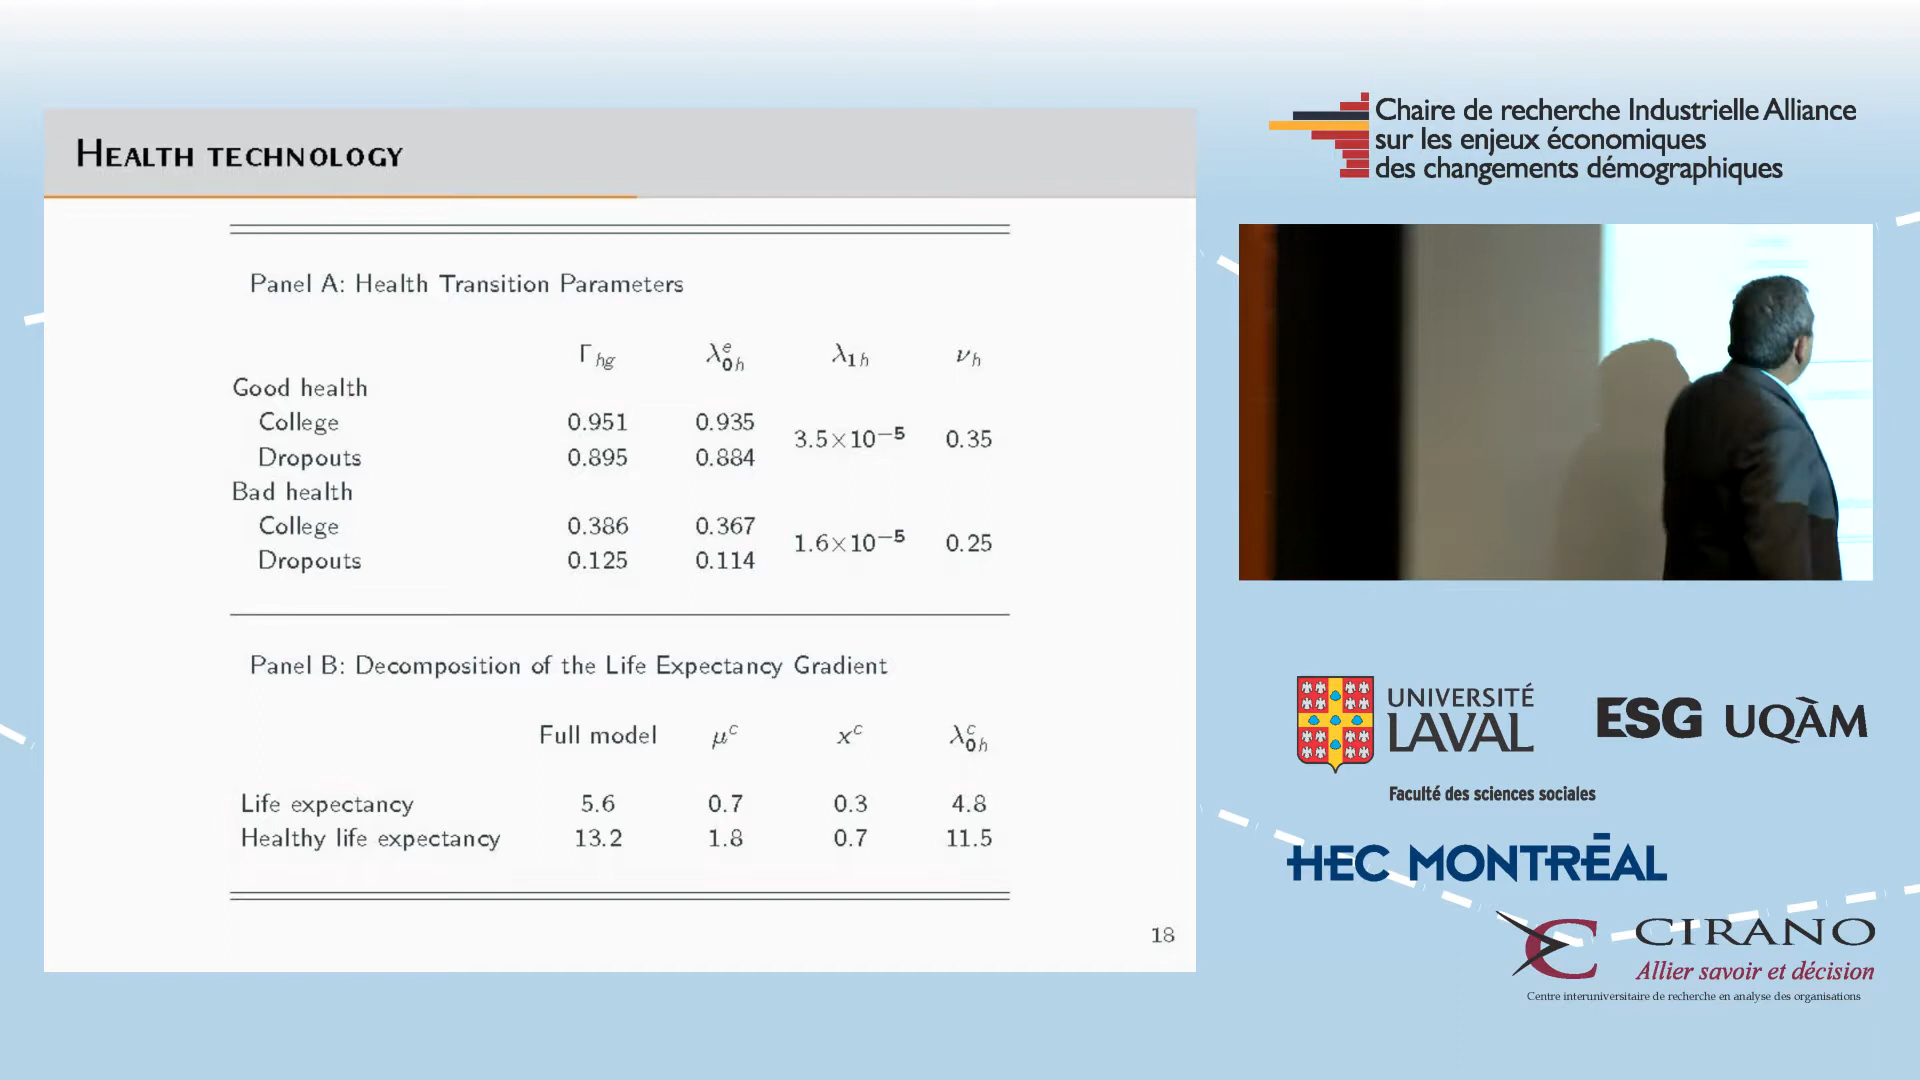 HEALTH TECHNOLOGY
Panel A: Health Transition Parameters
Γhg λe0h λ1h νh
Good health
College 0.951 0.935
3.5×10−5 0.35
Dropouts 0.895 0.884
Bad health
College 0.386 0.367
1.6×10−5 0.25
Dropouts 0.125 0.114
Panel B: Decomposition of the Life Expectancy Gradient
Full model μc xc λc0h
Life expectancy 5.6 0.7 0.3 4.8
Healthy life expectancy 13.2 1.8 0.7 11.5
18
Chaire de recherche Industrielle Alliance
sur les enjeux économiques
des changements démographiques
UNIVERSITÉ
LAVAL
Faculté des sciences sociales
ESG UQÀM
HEC MONTRĒAL
CIRANO
Allier savoir et décision
Centre interuniversitaire de recherche en analyse des organisations